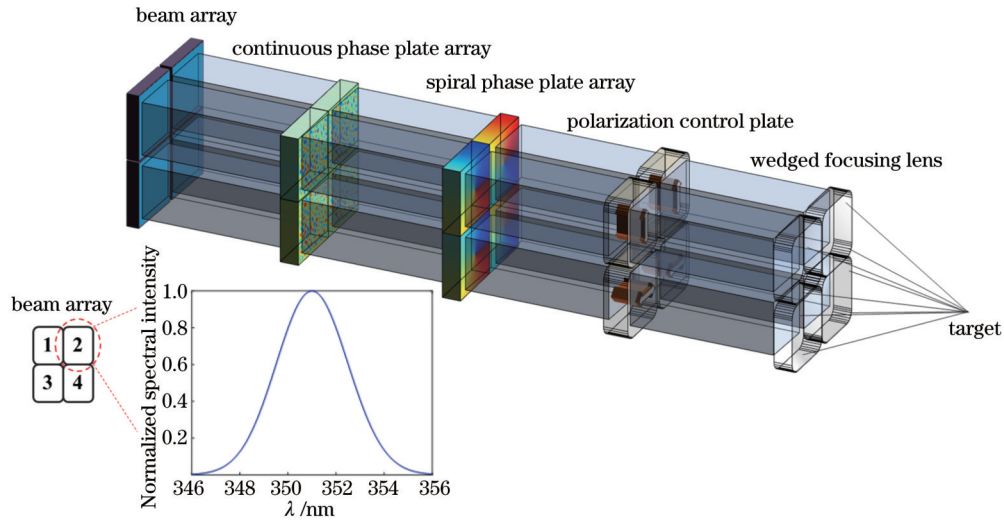 beam array
continuous phase plate array
spiral phase plate array
polarization control plate
wedged focusing lens
target
beam array
1 2
3 4
Normalized spectral intensity
1.0
0.8
0.6
0.4
0.2
346 348 350 352 354 356
λ /nm